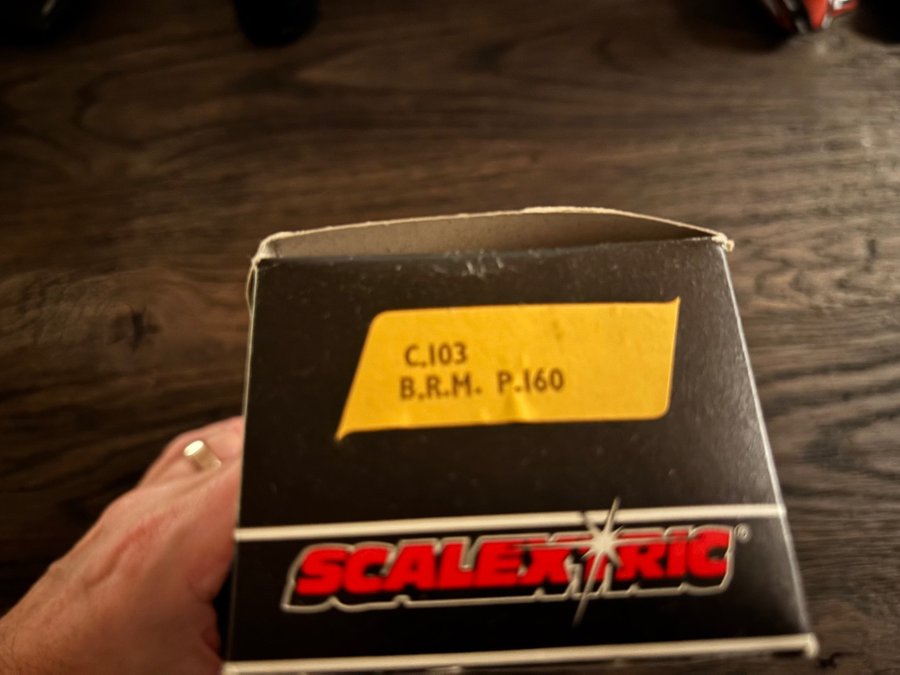 C.103
B.R.M. P.160
SCALEXTRIC®